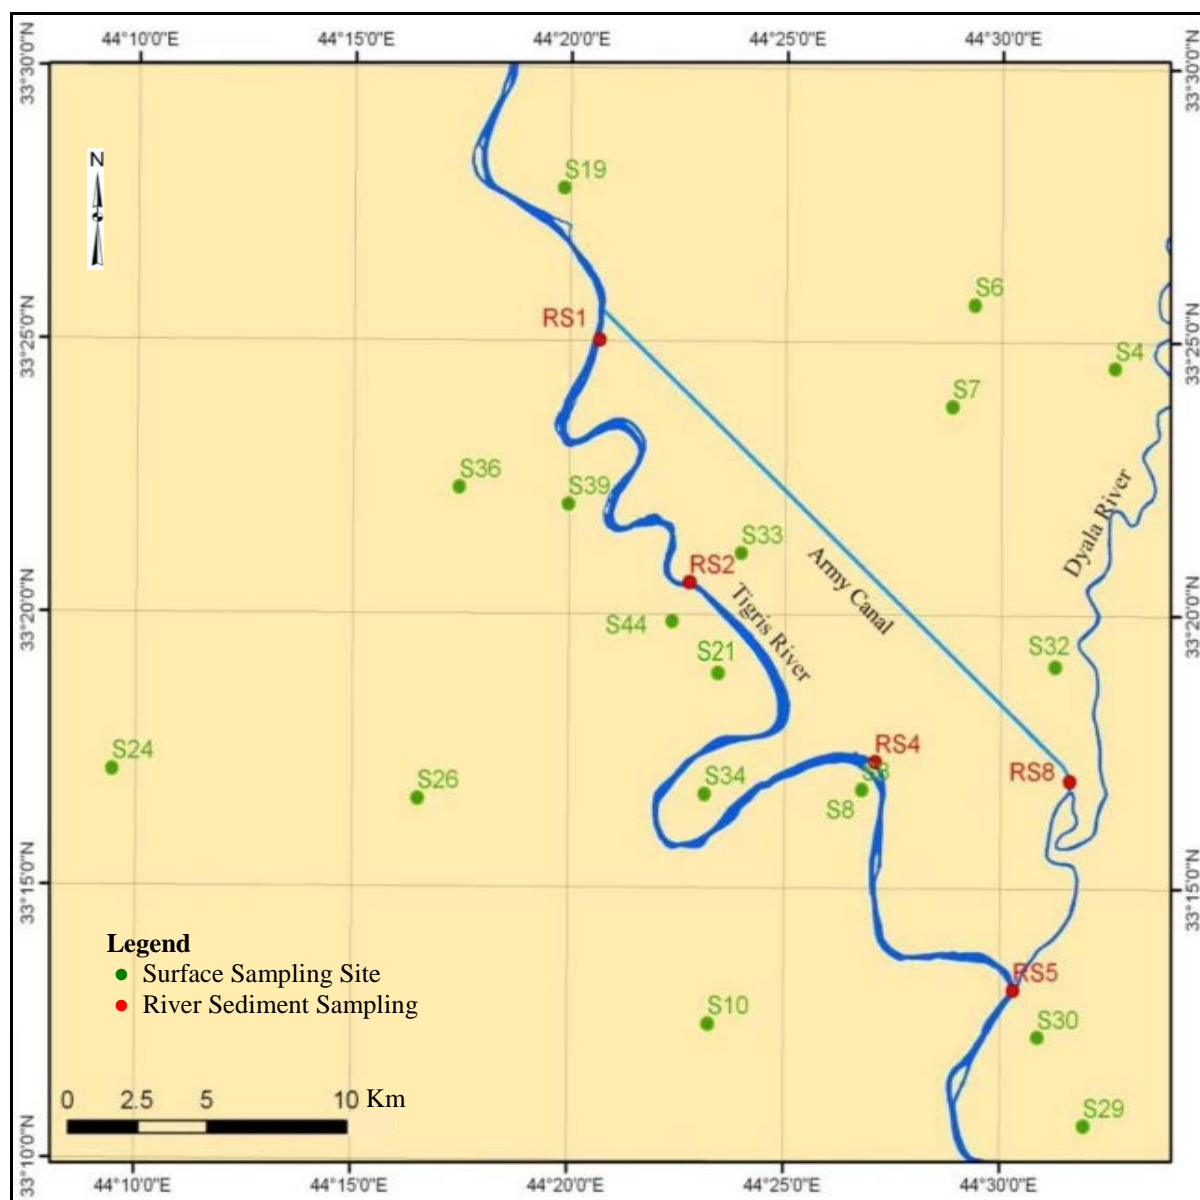 44°10'0"E 44°15'0"E 44°20'0"E 44°25'0"E 44°30'0"E
33°30'0"N 33°30'0"N
N
S19
S6
RS1
33°25'0"N 33°25'0"N
S4
S7
S36
S39
Dyala River
S33
RS2
Army Canal
Tigris River
33°20'0"N 33°20'0"N
S44
S21
S32
S24
RS4
S8
RS8
S26
S34
S8
33°15'0"N 33°15'0"N
Legend
Surface Sampling Site
River Sediment Sampling
RS5
S10
S30
0 2.5 5 10 Km
S29
33°10'0"N 33°10'0"N
44°10'0"E 44°15'0"E 44°20'0"E 44°25'0"E 44°30'0"E